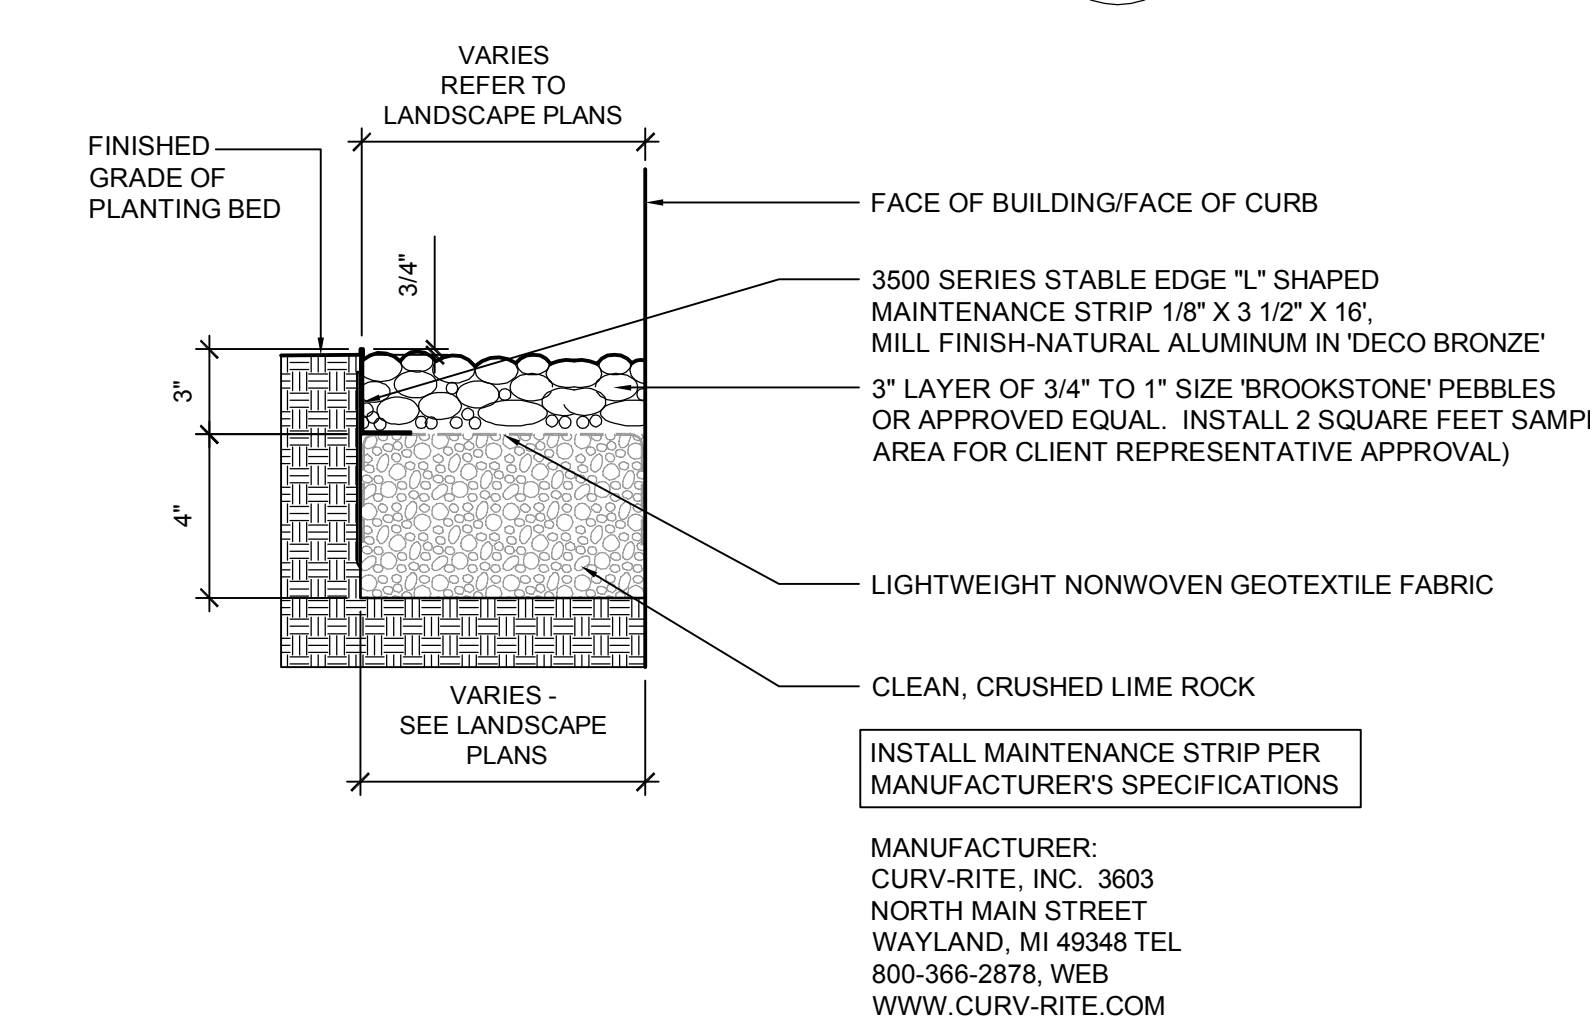 VARIES
REFER TO
LANDSCAPE PLANS
FINISHED
GRADE OF
PLANTING BED
3/4"
3"
4"
FACE OF BUILDING/FACE OF CURB
3500 SERIES STABLE EDGE "L" SHAPED
MAINTENANCE STRIP 1/8" X 3 1/2" X 16',
MILL FINISH-NATURAL ALUMINUM IN 'DECO BRONZE'
3" LAYER OF 3/4" TO 1" SIZE 'BROOKSTONE' PEBBLES
OR APPROVED EQUAL. INSTALL 2 SQUARE FEET
AREA FOR CLIENT REPRESENTATIVE APPROVAL)
LIGHTWEIGHT NONWOVEN GEOTEXTILE FABRIC
CLEAN, CRUSHED LIME ROCK
VARIES -
SEE LANDSCAPE
PLANS
INSTALL MAINTENANCE STRIP PER
MANUFACTURER'S SPECIFICATIONS
MANUFACTURER:
CURV-RITE, INC. 3603
NORTH MAIN STREET
WAYLAND, MI 49348 TEL
800-366-2878, WEB
WWW.CURV-RITE.COM